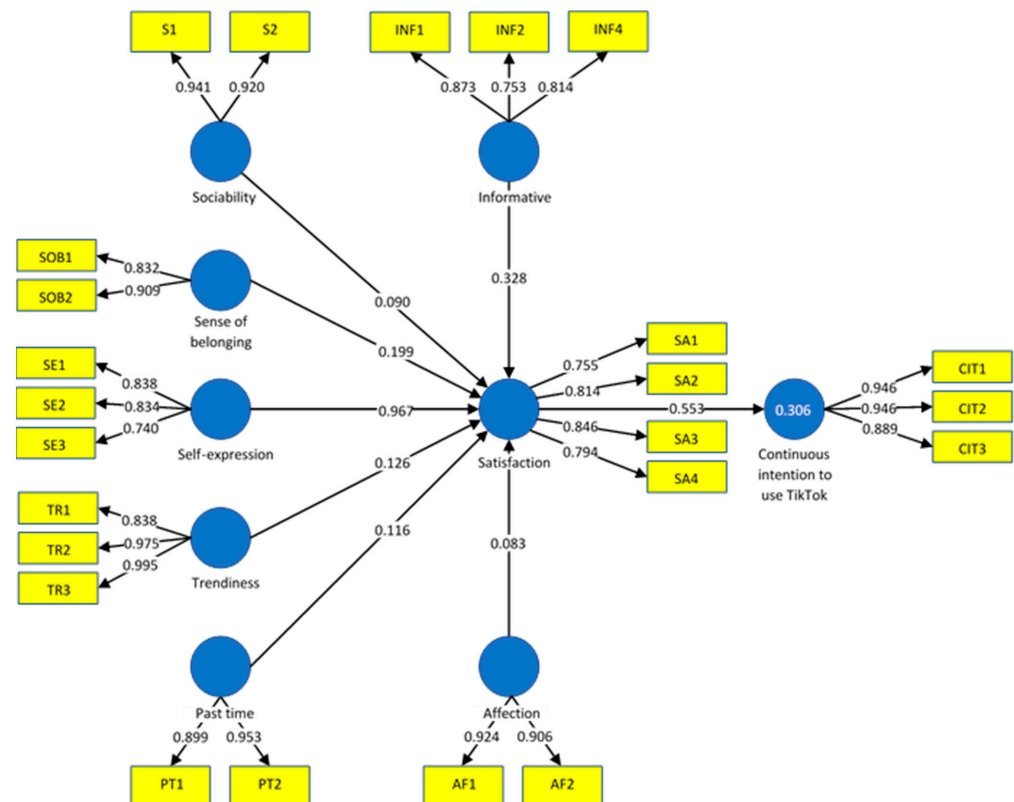 S1
S2
INF1
INF2
INF4
0.941
0.920
0.873
0.753
0.814
Sociability
Informative
SOB1
SOB2
0.832
0.909
Sense of
belonging
0.328
0.090
0.199
SE1
SE2
SE3
0.838
0.834
0.740
Self-expression
0.967
SA1
SA2
SA3
SA4
0.755
0.814
0.846
0.794
Satisfaction
0.553
0.306
Continuous
intention to
use TikTok
0.946
0.946
0.889
CIT1
CIT2
CIT3
0.126
0.116
TR1
TR2
TR3
0.838
0.975
0.995
Trendiness
0.083
Past time
0.899
0.953
PT1
PT2
Affection
0.924
0.906
AF1
AF2